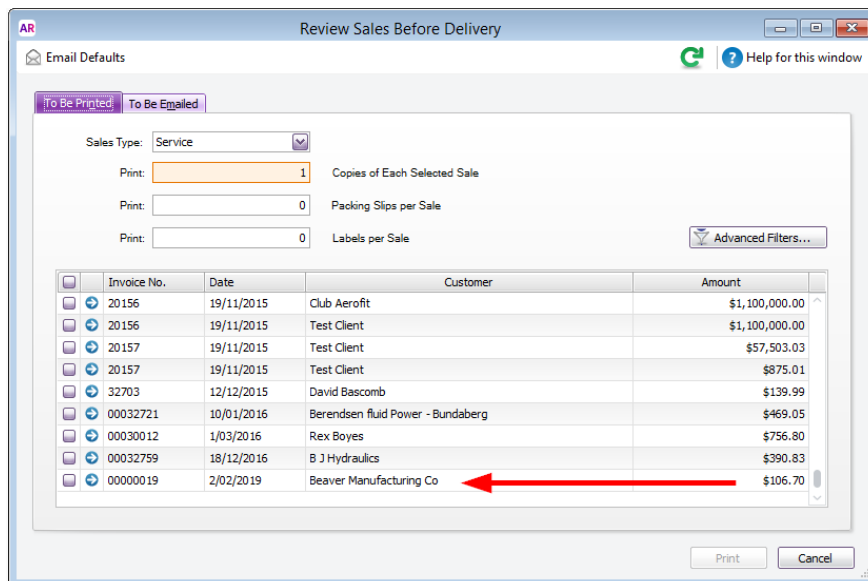 AR Review Sales Before Delivery
Email Defaults Help for this window
To Be Printed To Be Emailed
Sales Type: Service
Print: 1 Copies of Each Selected Sale
Print: 0 Packing Slips per Sale
Print: 0 Labels per Sale Advanced Filters...
Invoice No. Date Customer Amount
20156 19/11/2015 Club Aerofit $1,100,000.00
20156 19/11/2015 Test Client $1,100,000.00
20157 19/11/2015 Test Client $57,503.03
20157 19/11/2015 Test Client $875.01
32703 12/12/2015 David Bascomb $139.99
00032721 10/01/2016 Berendsen fluid Power - Bundaberg $469.05
00030012 1/03/2016 Rex Boyes $756.80
00032759 18/12/2016 B J Hydraulics $390.83
00000019 2/02/2019 Beaver Manufacturing Co $106.70
Print Cancel